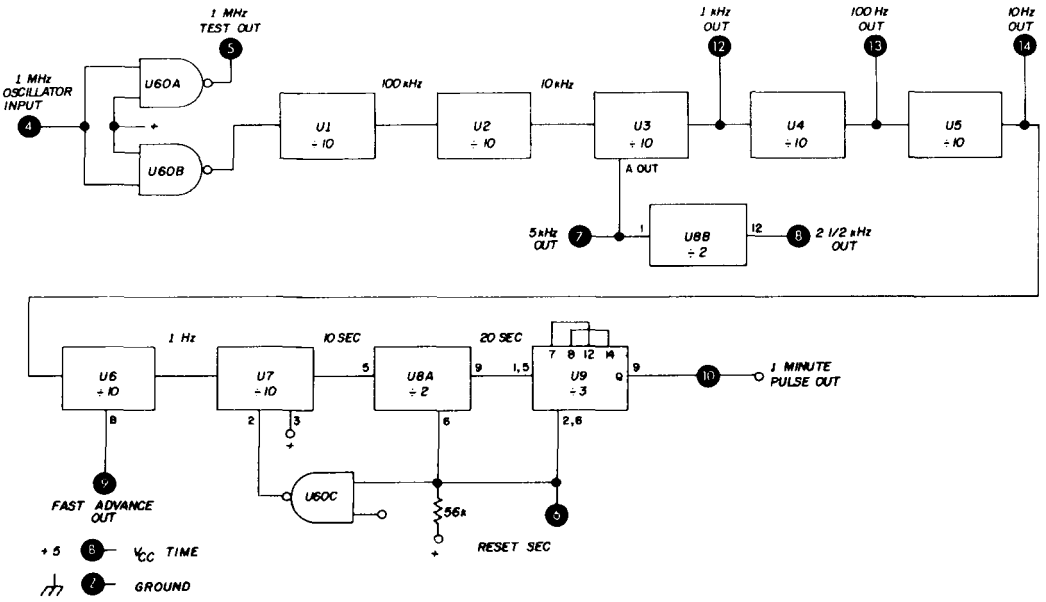 1 MHz
TEST OUT
5
1 MHz
OSCILLATOR
INPUT
4
U60A
+
U60B
U1
÷10
100 kHz
U2
÷10
10 kHz
U3
÷10
A OUT
1 kHz
OUT
12
U4
÷10
100 Hz
OUT
13
U5
÷10
10 Hz
OUT
14
5 kHz
OUT
7
1
U8B
÷2
12
8
2 1/2 kHz
OUT
U6
÷10
B
1 Hz
U7
÷10
2
3
+
10 SEC
5
U8A
÷2
9
6
20 SEC
1,5
7 8 12 14
U9
÷3
Q
9
2,6
10
1 MINUTE
PULSE OUT
U60C
56k
+
6
RESET SEC
9
FAST ADVANCE
OUT
+5
VCC TIME
GROUND